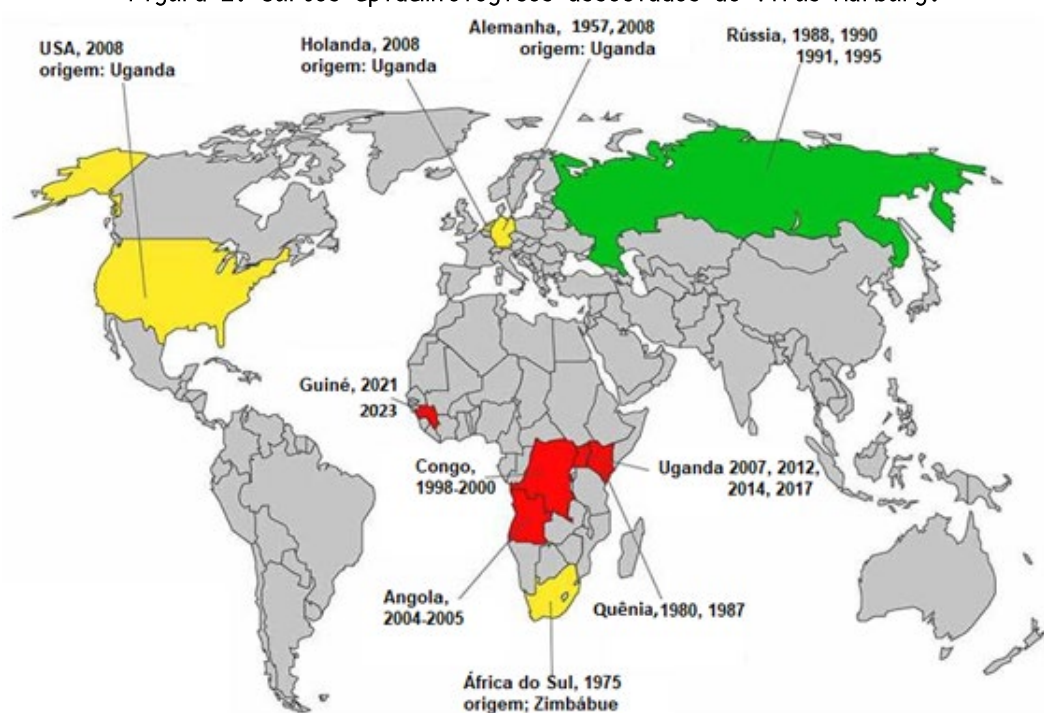 USA, 2008
origem: Uganda
Holanda, 2008
origem: Uganda
Alemanha, 1957,2008
origem: Uganda
Rússia, 1988, 1990
1991, 1995
Guiné, 2021
2023
Congo,
1998-2000
Uganda 2007, 2012,
2014, 2017
Angola,
2004-2005
Quênia,1980, 1987
África do Sul, 1975
origem; Zimbábue